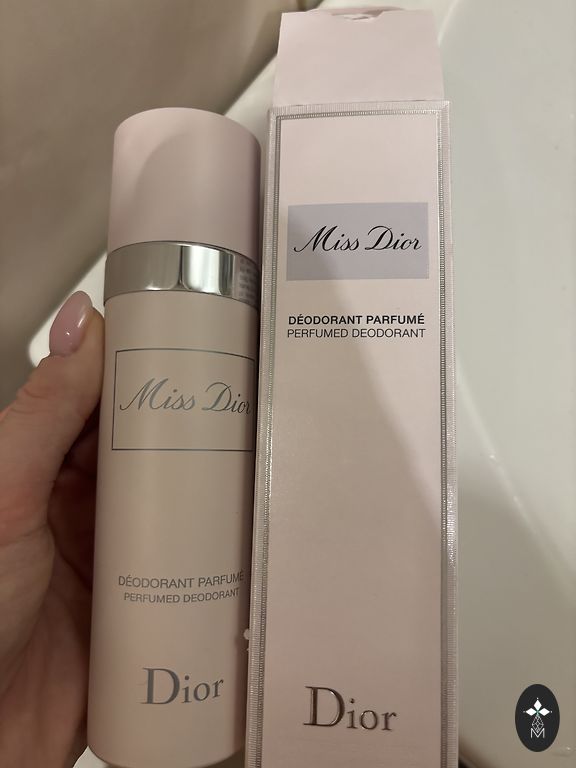 Miss Dior
DÉODORANT PARFUMÉ
PERFUMED DEODORANT
Dior
Miss Dior
DÉODORANT PARFUMÉ
PERFUMED DEODORANT
Dior
M